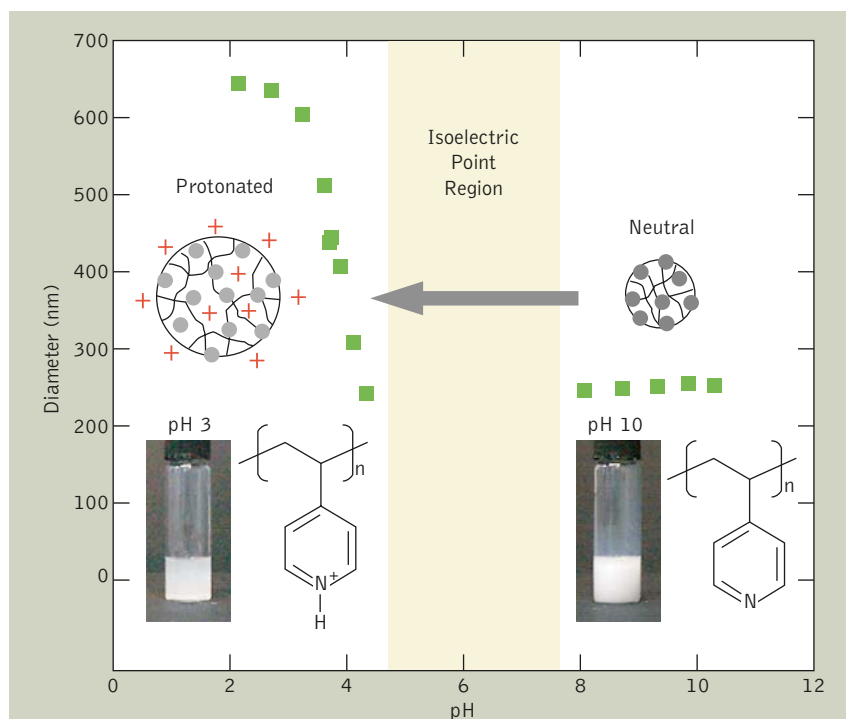 700
600
500
400
300
200
100
0
Diameter (nm)
Isoelectric
Point
Region
Protonated
+ + + + + + + + + + +
Neutral
pH 3
n
N+
H
pH 10
n
N
0 2 4 6 8 10 12
pH